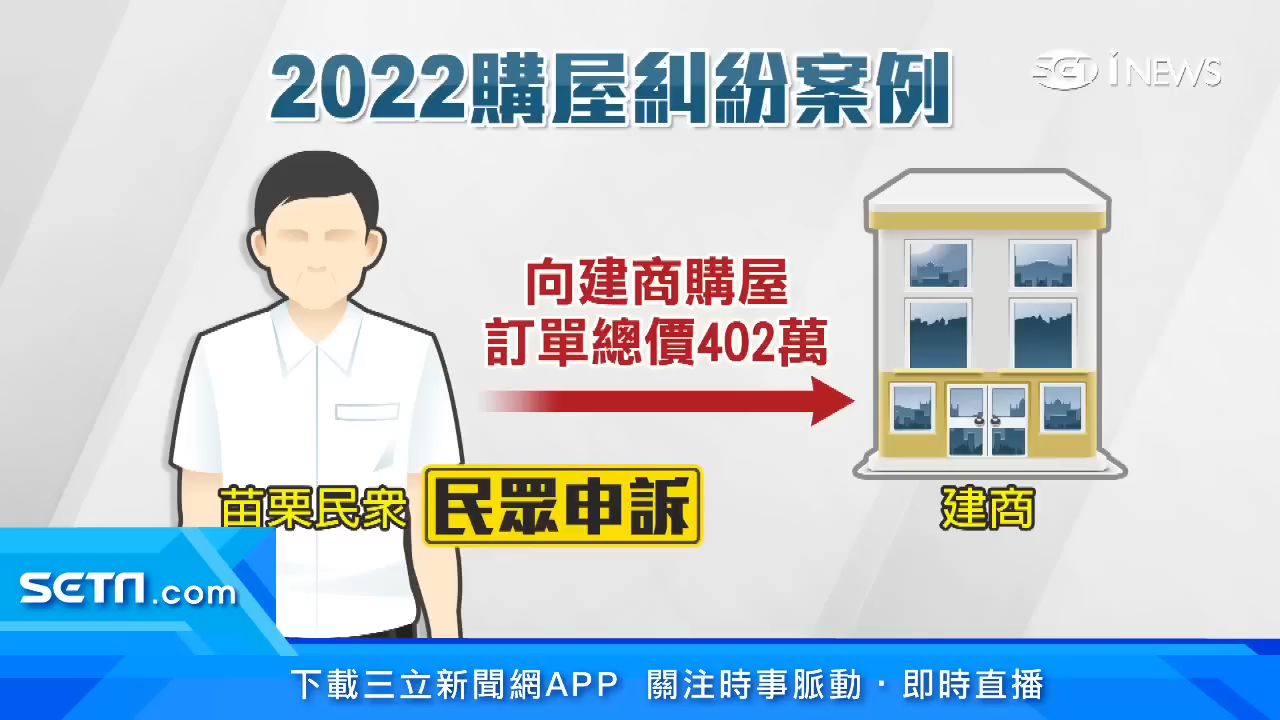 2022購屋糾紛案例
SET iNEWS
向建商購屋
訂單總價402萬
苗栗民眾
民眾申訴
建商
SETN.com
下載三立新聞網APP 關注時事脈動·即時直播